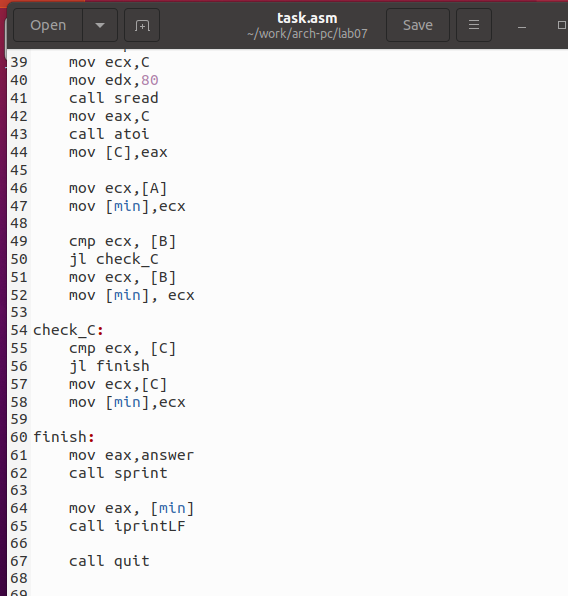 Open
task.asm
~/work/arch-pc/lab07
Save
39 mov ecx,C
40 mov edx,80
41 call sread
42 mov eax,C
43 call atoi
44 mov [C],eax
45
46 mov ecx,[A]
47 mov [min],ecx
48
49 cmp ecx, [B]
50 jl check_C
51 mov ecx, [B]
52 mov [min], ecx
53
54 check_C:
55 cmp ecx, [C]
56 jl finish
57 mov ecx,[C]
58 mov [min],ecx
59
60 finish:
61 mov eax,answer
62 call sprint
63
64 mov eax, [min]
65 call iprintLF
66
67 call quit
68
69